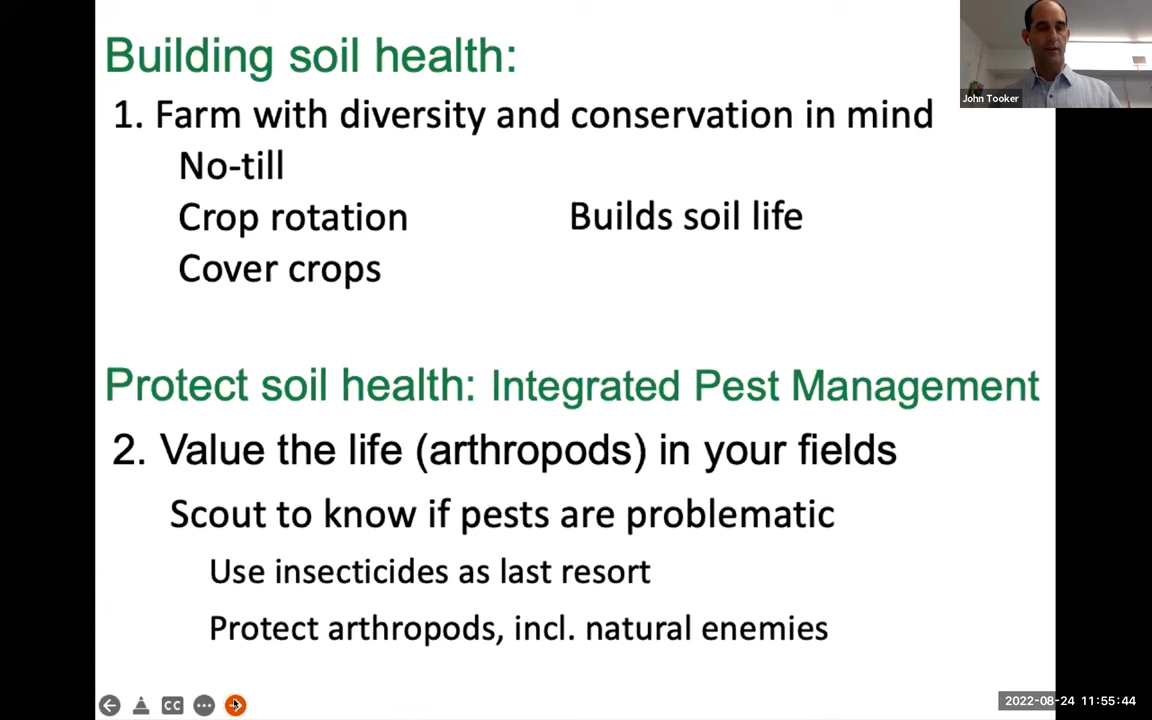 Building soil health:
1. Farm with diversity and conservation in mind
No-till
Crop rotation
Builds soil life
Cover crops
Protect soil health: Integrated Pest Management
2. Value the life (arthropods) in your fields
Scout to know if pests are problematic
Use insecticides as last resort
Protect arthropods, incl. natural enemies
John Tooker
CC
2022-08-24 11:55:44